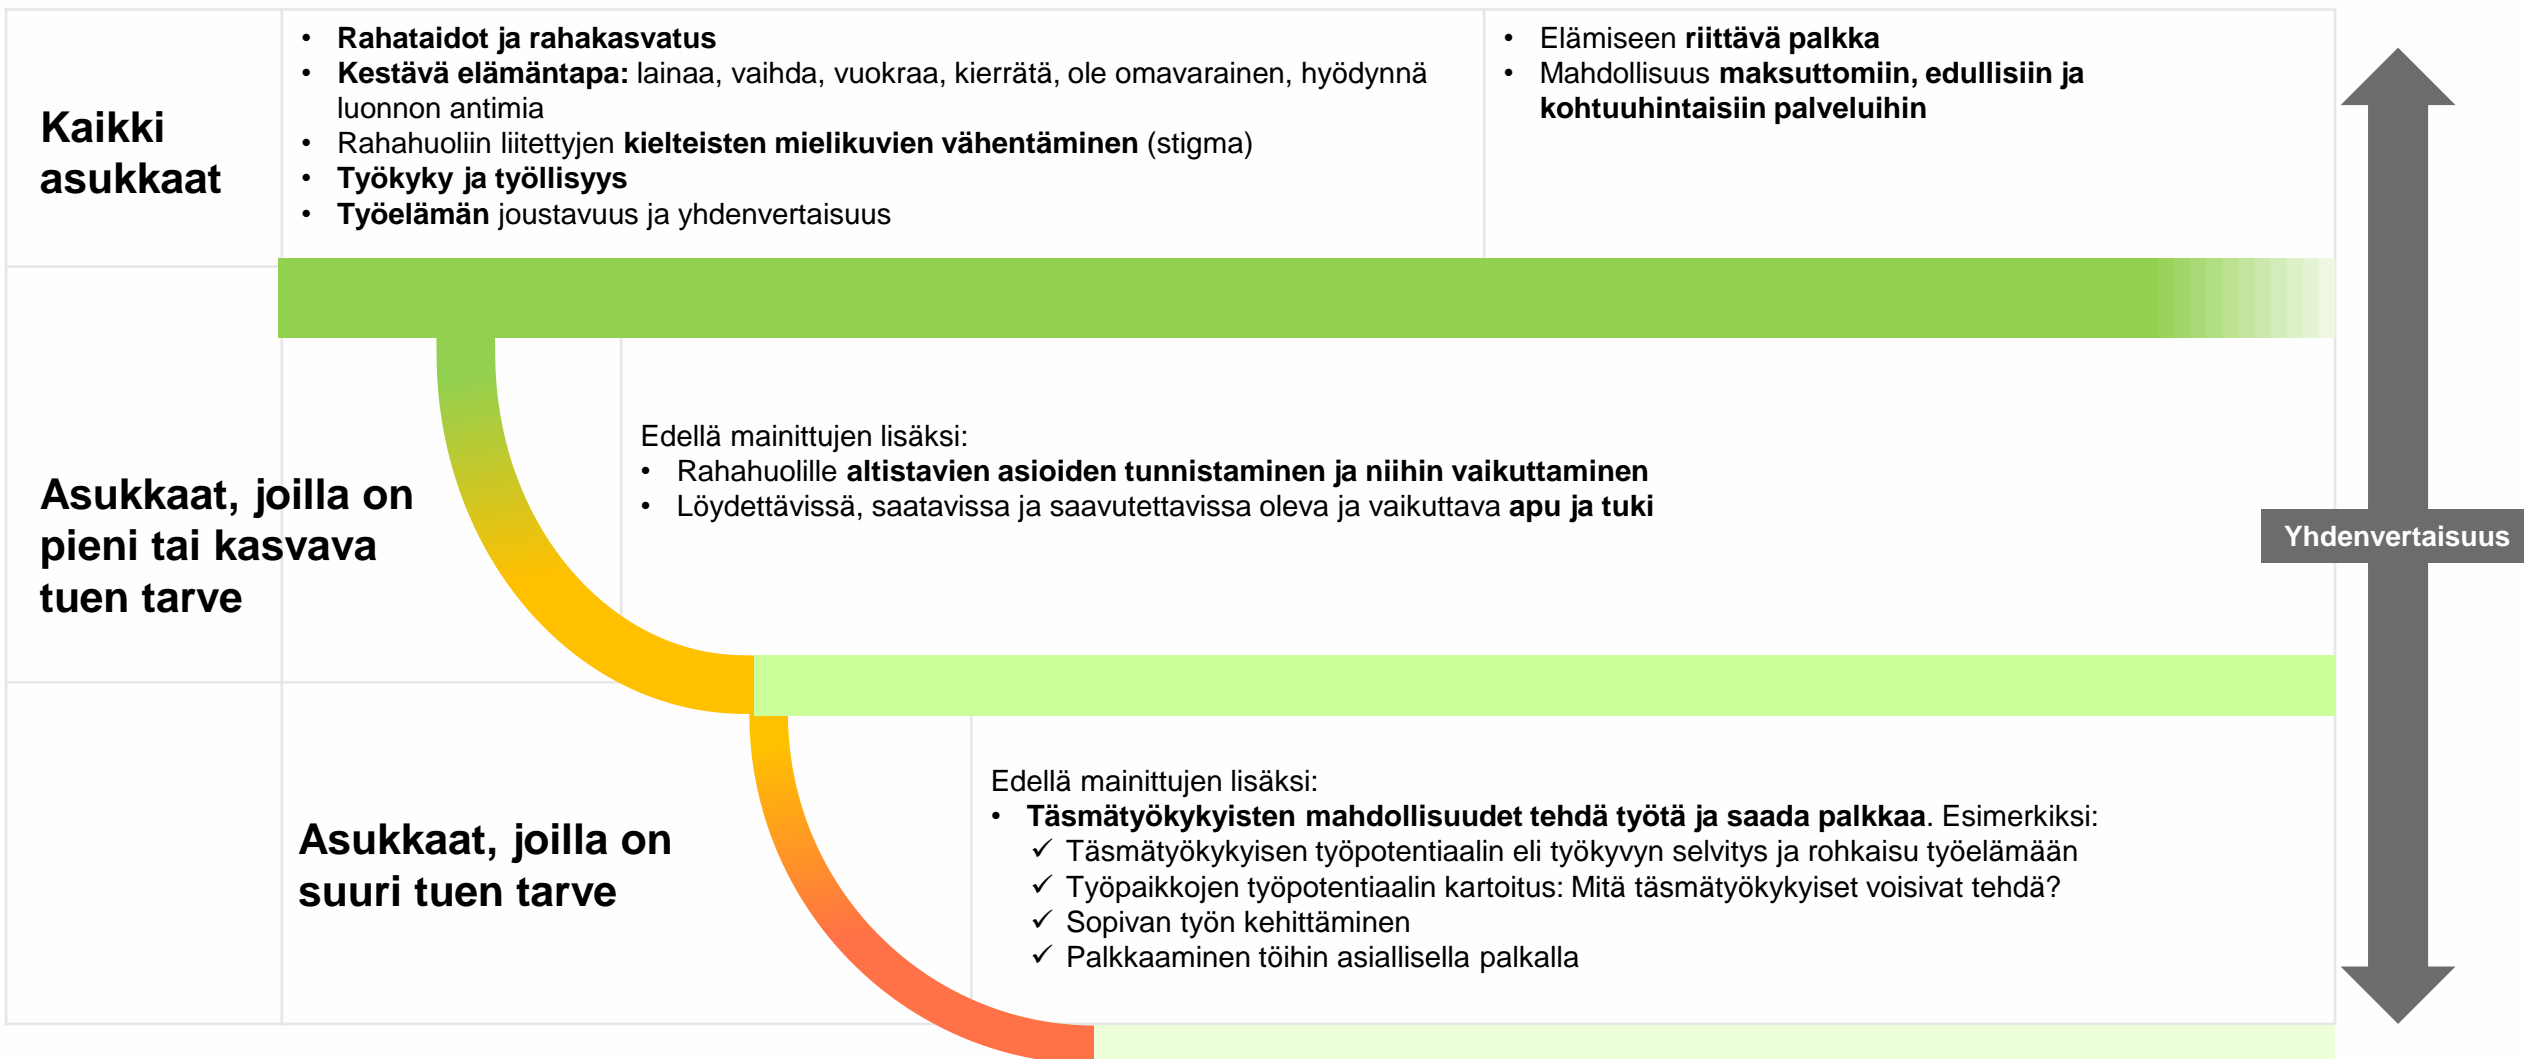 Kaikki
asukkaat
• Rahataidot ja rahakasvatus
• Kestävä elämäntapa: lainaa, vaihda, vuokraa, kierrätä, ole omavarainen, hyödynnä
luonnon antimia
• Rahahuoliin liitettyjen kielteisten mielikuvien vähentäminen (stigma)
• Työkyky ja työllisyys
• Työelämän joustavuus ja yhdenvertaisuus
• Elämiseen riittävä palkka
• Mahdollisuus maksuttomiin, edullisiin ja
kohtuuhintaisiin palveluihin
Asukkaat, joilla on
pieni tai kasvava
tuen tarve
Edellä mainittujen lisäksi:
• Rahahuolille altistavien asioiden tunnistaminen ja niihin vaikuttaminen
• Löydettävissä, saatavissa ja saavutettavissa oleva ja vaikuttava apu ja tuki
Yhdenvertaisuus
Asukkaat, joilla on
suuri tuen tarve
Edellä mainittujen lisäksi:
• Täsmätyökykyisten mahdollisuudet tehdä työtä ja saada palkkaa. Esimerkiksi:
✓ Täsmätyökykyisen työpotentiaalin eli työkyvyn selvitys ja rohkaisu työelämään
✓ Työpaikkojen työpotentiaalin kartoitus: Mitä täsmätyökykyiset voisivat tehdä?
✓ Sopivan työn kehittäminen
✓ Palkkaaminen töihin asiallisella palkalla